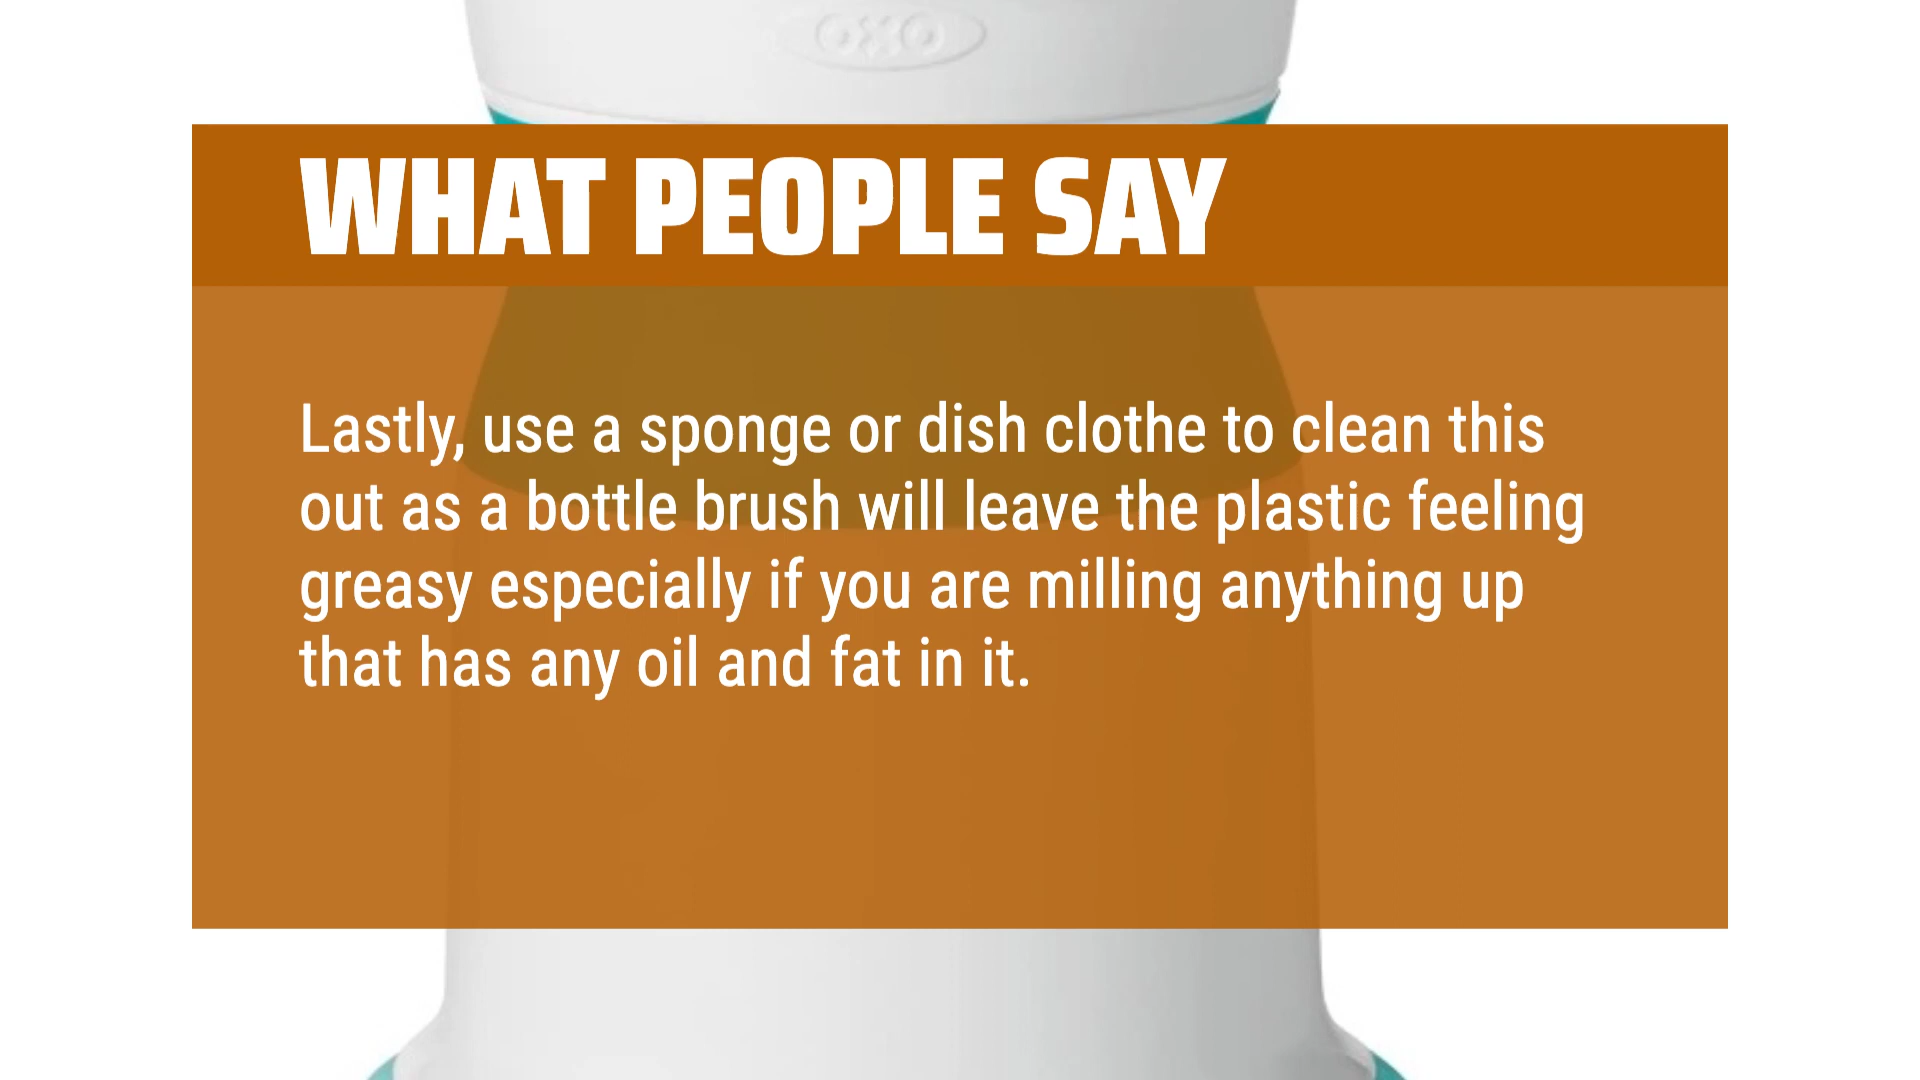 OXO
WHAT PEOPLE SAY
Lastly, use a sponge or dish clothe to clean this
out as a bottle brush will leave the plastic feeling
greasy especially if you are milling anything up
that has any oil and fat in it.